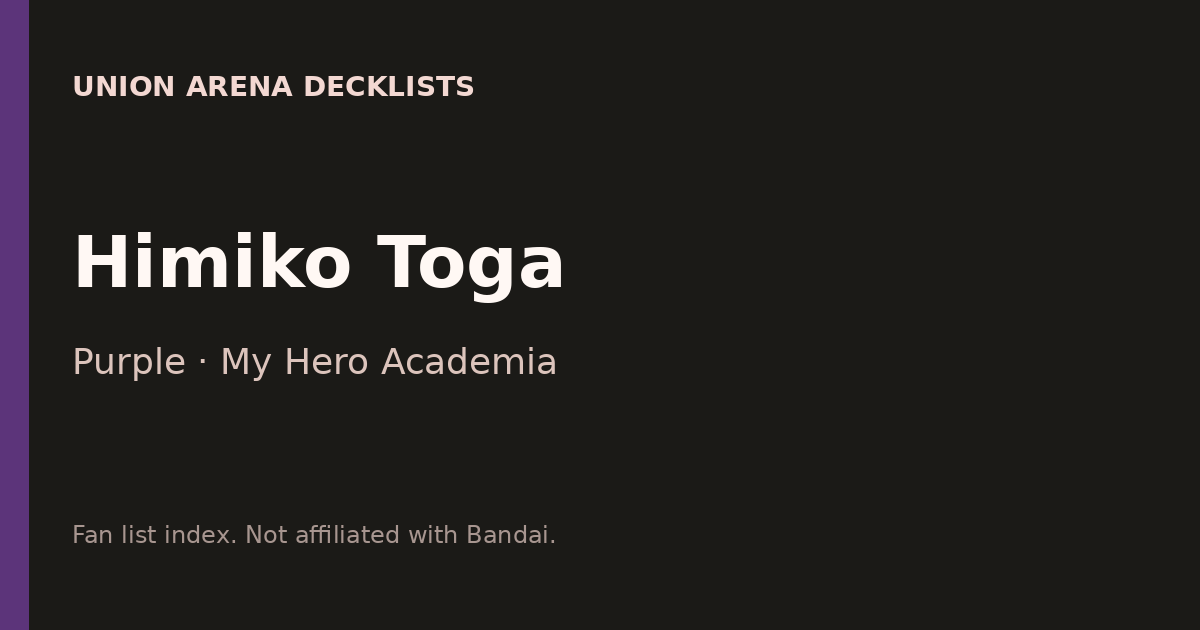 UNION ARENA DECKLISTS
Himiko Toga
Purple · My Hero Academia
Fan list index. Not affiliated with Bandai.